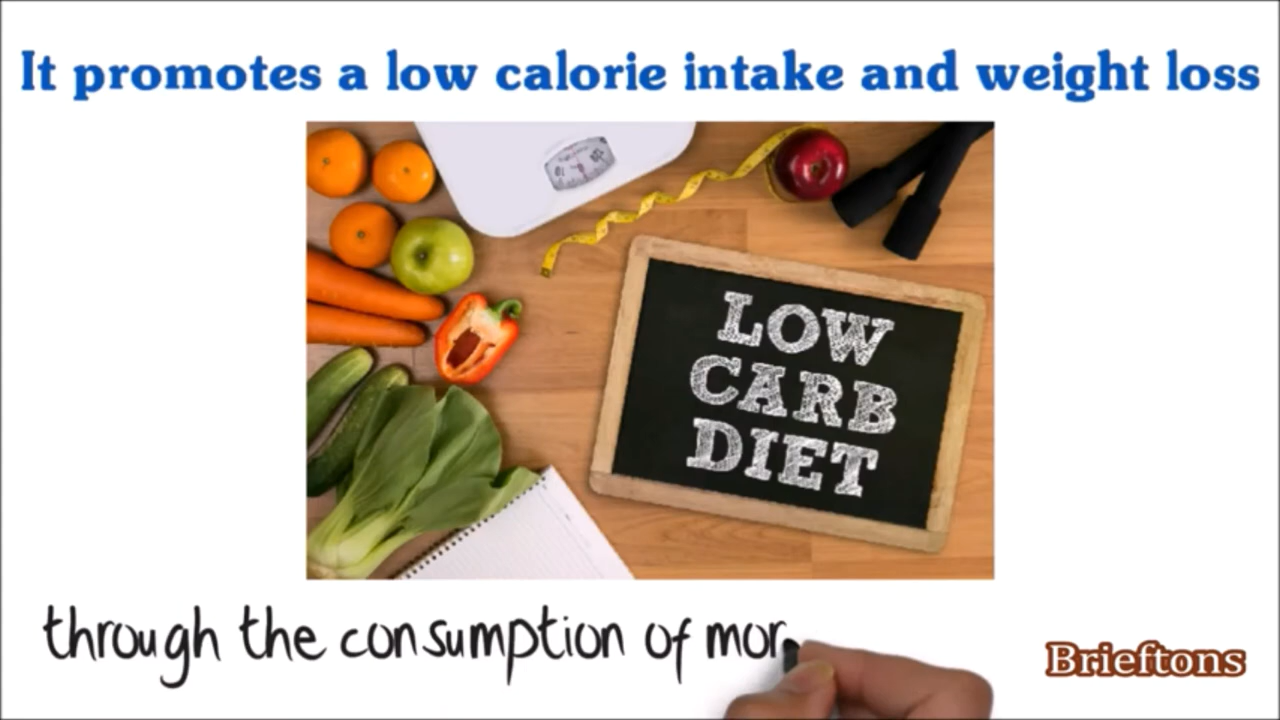 It promotes a low calorie intake and weight loss
LOW
CARB
DIET
through the consumption of mor
Brieftons